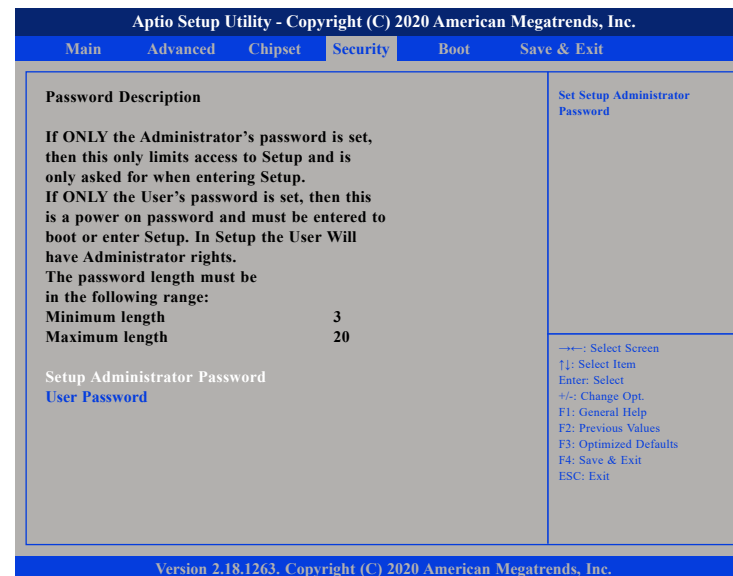 Aptio Setup Utility - Copyright (C) 2020 American Megatrends, Inc.
Main Advanced Chipset Security Boot Save & Exit
Password Description
If ONLY the Administrator's password is set,
then this only limits access to Setup and is
only asked for when entering Setup.
If ONLY the User's password is set, then this
is a power on password and must be entered to
boot or enter Setup. In Setup the User Will
have Administrator rights.
The password length must be
in the following range:
Minimum length 3
Maximum length 20
Setup Administrator Password
User Password
Set Setup Administrator
Password
→←: Select Screen
↑↓: Select Item
Enter: Select
+/-: Change Opt.
F1: General Help
F2: Previous Values
F3: Optimized Defaults
F4: Save & Exit
ESC: Exit
Version 2.18.1263. Copyright (C) 2020 American Megatrends, Inc.